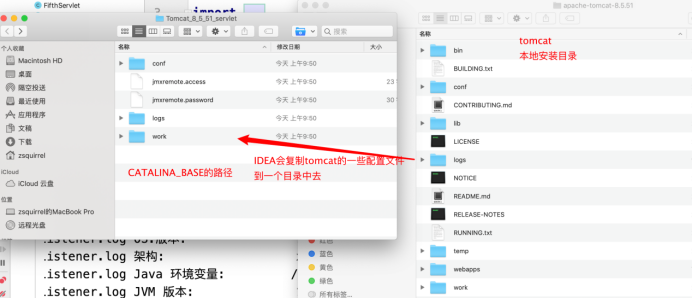 FifthServlet
3
import
Tomcat_8_5_51_servlet
搜索
名称
修改日期
大小
个人收藏
Macintosh HD
桌面
隔空投送
最近使用
应用程序
文稿
下载
zsquirrel
iCloud
iCloud 云盘
位置
zsquirrel的MacBook Pro
远程光盘
conf
今天 上午9:50
jmxremote.access
今天 上午9:50
23
jmxremote.password
今天 上午9:50
30
logs
今天 上午9:50
work
今天 上午9:50
CATALINA_BASE的路径
IDEA会复制tomcat的一些配置文件
到一个目录中去
apache-tomcat-8.5.51
tomcat
本地安装目录
名称
bin
BUILDING.txt
conf
CONTRIBUTING.md
lib
LICENSE
logs
NOTICE
README.md
RELEASE-NOTES
RUNNING.txt
temp
webapps
work
蓝色
黄色
绿色
所有标签...
.istener.log OS.版本:
.istener.log 架构:
.istener.log Java 环境变量: /
.istener.log JVM 版本: